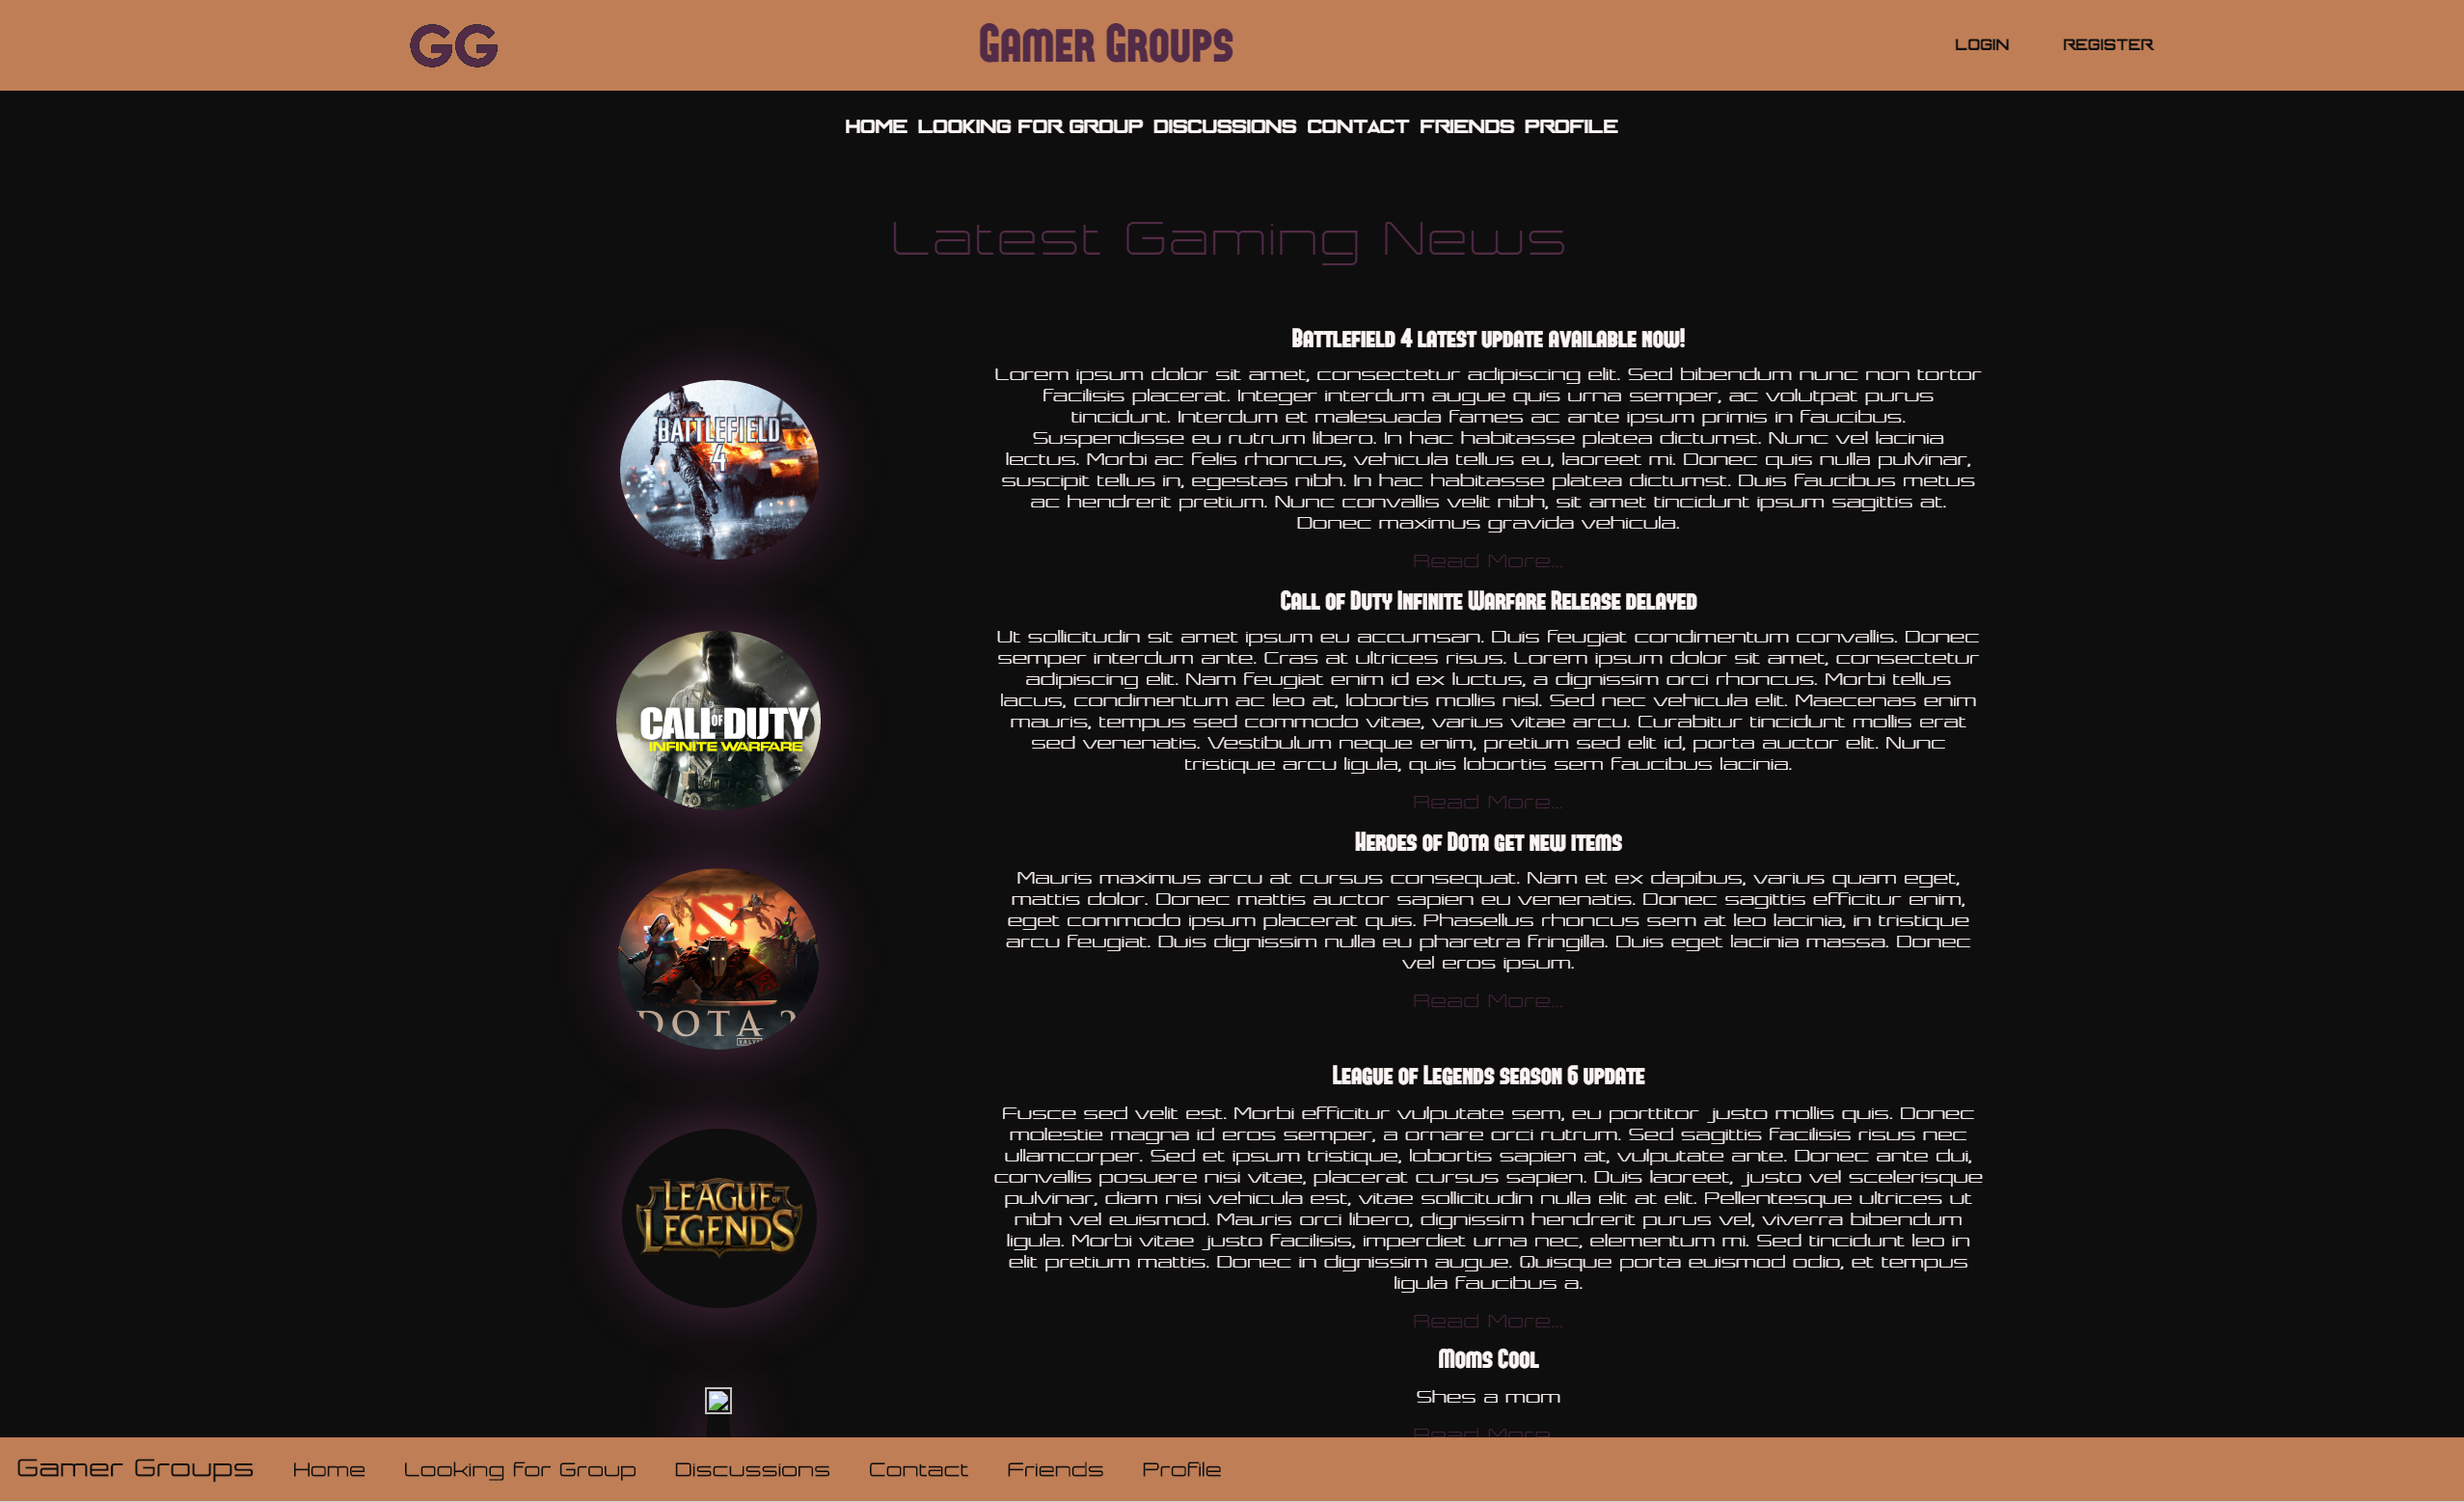 GG
Gamer Groups
LOGIN REGISTER
HOME LOOKING FOR GROUP DISCUSSIONS CONTACT FRIENDS PROFILE
Latest Gaming News
Battlefield 4 latest update available now!
Lorem ipsum dolor sit amet, consectetur adipiscing elit. Sed bibendum nunc non tortor
facilisis placerat. Integer interdum augue quis urna semper, ac volutpat purus
tincidunt. Interdum et malesuada fames ac ante ipsum primis in faucibus.
Suspendisse eu rutrum libero. In hac habitasse platea dictumst. Nunc vel lacinia
lectus. Morbi ac felis rhoncus, vehicula tellus eu, laoreet mi. Donec quis nulla pulvinar,
suscipit tellus in, egestas nibh. In hac habitasse platea dictumst. Duis faucibus metus
ac hendrerit pretium. Nunc convallis velit nibh, sit amet tincidunt ipsum sagittis at.
Donec maximus gravida vehicula.
Read More...
BATTLEFIELD
4
Call of Duty Infinite Warfare Release delayed
Ut sollicitudin sit amet ipsum eu accumsan. Duis feugiat condimentum convallis. Donec
semper interdum ante. Cras at ultrices risus. Lorem ipsum dolor sit amet, consectetur
adipiscing elit. Nam feugiat enim id ex luctus, a dignissim orci rhoncus. Morbi tellus
lacus, condimentum ac leo at, lobortis mollis nisl. Sed nec vehicula elit. Maecenas enim
mauris, tempus sed commodo vitae, varius vitae arcu. Curabitur tincidunt mollis erat
sed venenatis. Vestibulum neque enim, pretium sed elit id, porta auctor elit. Nunc
tristique arcu ligula, quis lobortis sem faucibus lacinia.
Read More...
CALL OF DUTY
INFINITE WARFARE
Heroes of Dota get new items
Mauris maximus arcu at cursus consequat. Nam et ex dapibus, varius quam eget,
mattis dolor. Donec mattis auctor sapien eu venenatis. Donec sagittis efficitur enim,
eget commodo ipsum placerat quis. Phasellus rhoncus sem at leo lacinia, in tristique
arcu feugiat. Duis dignissim nulla eu pharetra fringilla. Duis eget lacinia massa. Donec
vel eros ipsum.
Read More...
DOTA 2
VALVE
League of Legends season 6 update
Fusce sed velit est. Morbi efficitur vulputate sem, eu porttitor justo mollis quis. Donec
molestie magna id eros semper, a ornare orci rutrum. Sed sagittis facilisis risus nec
ullamcorper. Sed et ipsum tristique, lobortis sapien at, vulputate ante. Donec ante dui,
convallis posuere nisi vitae, placerat cursus sapien. Duis laoreet, justo vel scelerisque
pulvinar, diam nisi vehicula est, vitae sollicitudin nulla elit at elit. Pellentesque ultrices ut
nibh vel euismod. Mauris orci libero, dignissim hendrerit purus vel, viverra bibendum
ligula. Morbi vitae justo facilisis, imperdiet urna nec, elementum mi. Sed tincidunt leo in
elit pretium mattis. Donec in dignissim augue. Quisque porta euismod odio, et tempus
ligula faucibus a.
Read More...
LEAGUE OF
LEGENDS
Moms Cool
Shes a mom
Read More...
Gamer Groups Home Looking for Group Discussions Contact Friends Profile